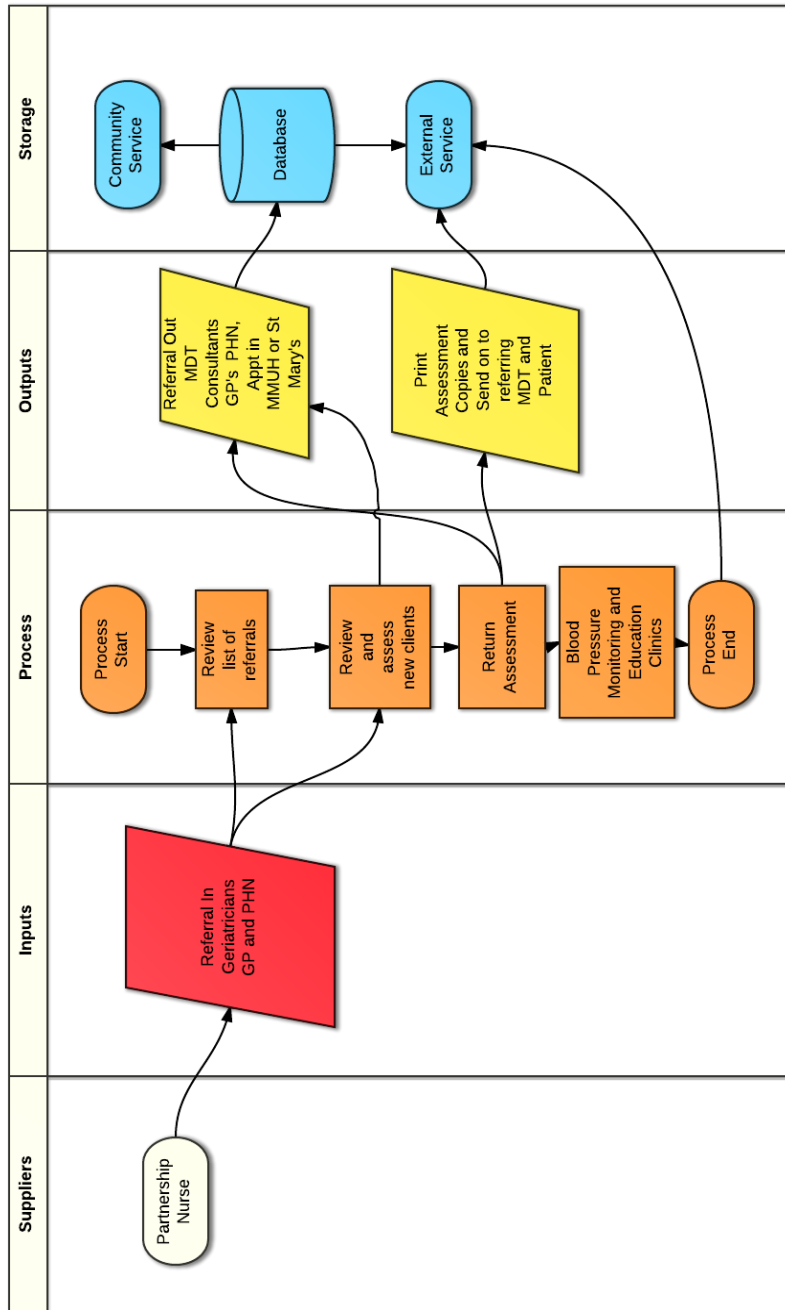 Suppliers
Inputs
Process
Outputs
Storage
Partnership
Nurse
Referral In
Geriatricians
GP and PHN
Process
Start
Review
list of
referrals
Review
and
assess
new clients
Return
Assessment
Blood
Pressure
Monitoring and
Education
Clinics
Process
End
Referral Out
MDT
Consultants
GP's PHN,
Appt in
MMUH or St
Mary's
Print
Assessment
Copies and
Send on to
referring
MDT and
Patient
Community
Service
Database
External
Service